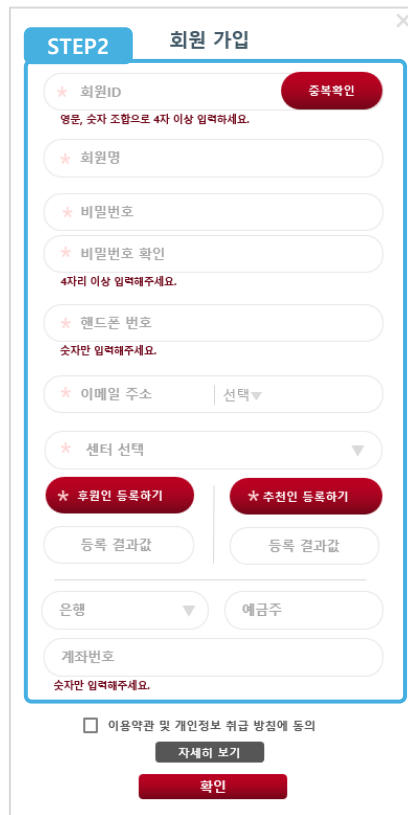 회원 가입
STEP2
* 회원ID 중복확인
영문, 숫자 조합으로 4자 이상 입력하세요.
* 회원명
* 비밀번호
* 비밀번호 확인
4자리 이상 입력해주세요.
* 핸드폰 번호
숫자만 입력해주세요.
* 이메일 주소 선택▼
* 센터 선택 ▼
* 후원인 등록하기 * 추천인 등록하기
등록 결과값 등록 결과값
은행 ▼ 예금주
계좌번호
숫자만 입력해주세요.
이용약관 및 개인정보 취급 방침에 동의
자세히 보기
확인